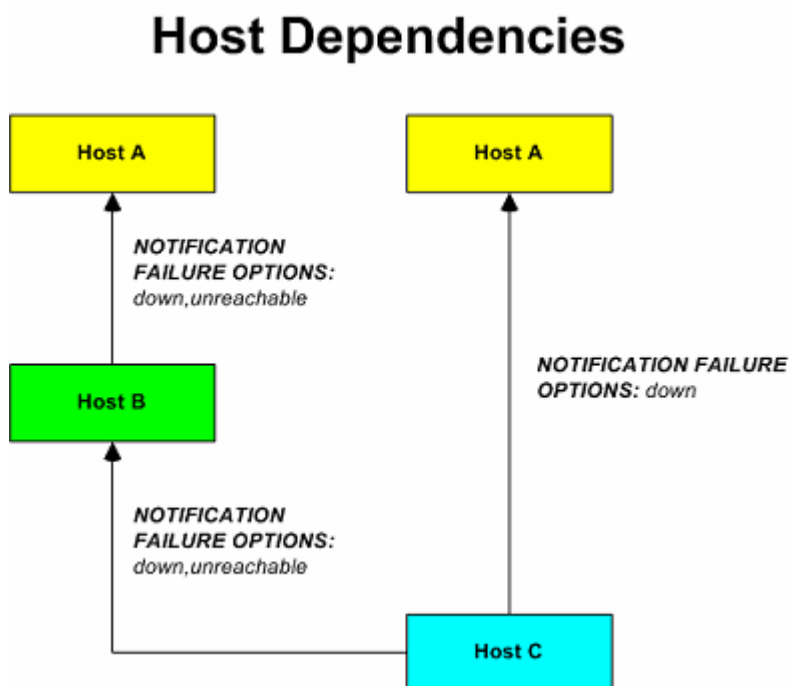 Host Dependencies
Host A
Host A
NOTIFICATION
FAILURE OPTIONS:
down,unreachable
NOTIFICATION FAILURE
OPTIONS: down
Host B
NOTIFICATION
FAILURE OPTIONS:
down,unreachable
Host C